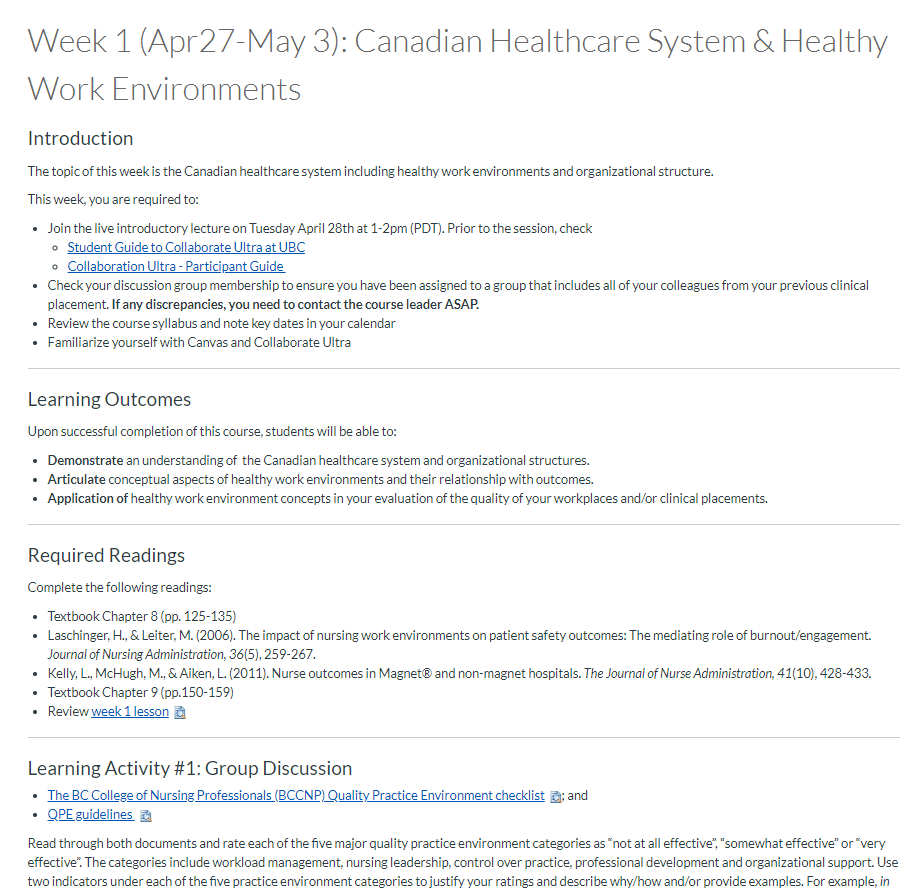 Week 1 (Apr27-May 3): Canadian Healthcare System & Healthy
Work Environments
Introduction
The topic of this week is the Canadian healthcare system including healthy work environments and organizational structure.
This week, you are required to:
• Join the live introductory lecture on Tuesday April 28th at 1-2pm (PDT). Prior to the session, check
◦ Student Guide to Collaborate Ultra at UBC
◦ Collaboration Ultra - Participant Guide
• Check your discussion group membership to ensure you have been assigned to a group that includes all of your colleagues from your previous clinical
placement. If any discrepancies, you need to contact the course leader ASAP.
• Review the course syllabus and note key dates in your calendar
• Familiarize yourself with Canvas and Collaborate Ultra
Learning Outcomes
Upon successful completion of this course, students will be able to:
• Demonstrate an understanding of the Canadian healthcare system and organizational structures.
• Articulate conceptual aspects of healthy work environments and their relationship with outcomes.
• Application of healthy work environment concepts in your evaluation of the quality of your workplaces and/or clinical placements.
Required Readings
Complete the following readings:
• Textbook Chapter 8 (pp. 125-135)
• Laschinger, H., & Leiter, M. (2006). The impact of nursing work environments on patient safety outcomes: The mediating role of burnout/engagement.
Journal of Nursing Administration, 36(5), 259-267.
• Kelly, L., McHugh, M., & Aiken, L. (2011). Nurse outcomes in Magnet® and non-magnet hospitals. The Journal of Nurse Administration, 41(10), 428-433.
• Textbook Chapter 9 (pp.150-159)
• Review week 1 lesson
Learning Activity #1: Group Discussion
• The BC College of Nursing Professionals (BCCNP) Quality Practice Environment checklist ; and
• QPE guidelines
Read through both documents and rate each of the five major quality practice environment categories as “not at all effective”, “somewhat effective” or “very
effective”. The categories include workload management, nursing leadership, control over practice, professional development and organizational support. Use
two indicators under each of the five practice environment categories to justify your ratings and describe why/how and/or provide examples. For example, in